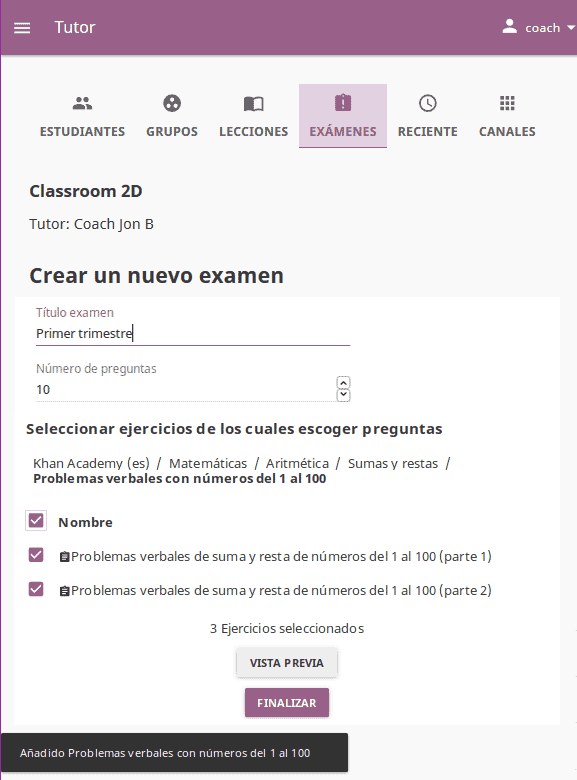 Tutor
coach
ESTUDIANTES GRUPOS LECCIONES EXÁMENES RECIENTE CANALES
Classroom 2D
Tutor: Coach Jon B
Crear un nuevo examen
Título examen
Primer trimestre
Número de preguntas
10
Seleccionar ejercicios de los cuales escoger preguntas
Khan Academy (es) / Matemáticas / Aritmética / Sumas y restas /
Problemas verbales con números del 1 al 100
Nombre
Problemas verbales de suma y resta de números del 1 al 100 (parte 1)
Problemas verbales de suma y resta de números del 1 al 100 (parte 2)
3 Ejercicios seleccionados
VISTA PREVIA
FINALIZAR
Añadido Problemas verbales con números del 1 al 100